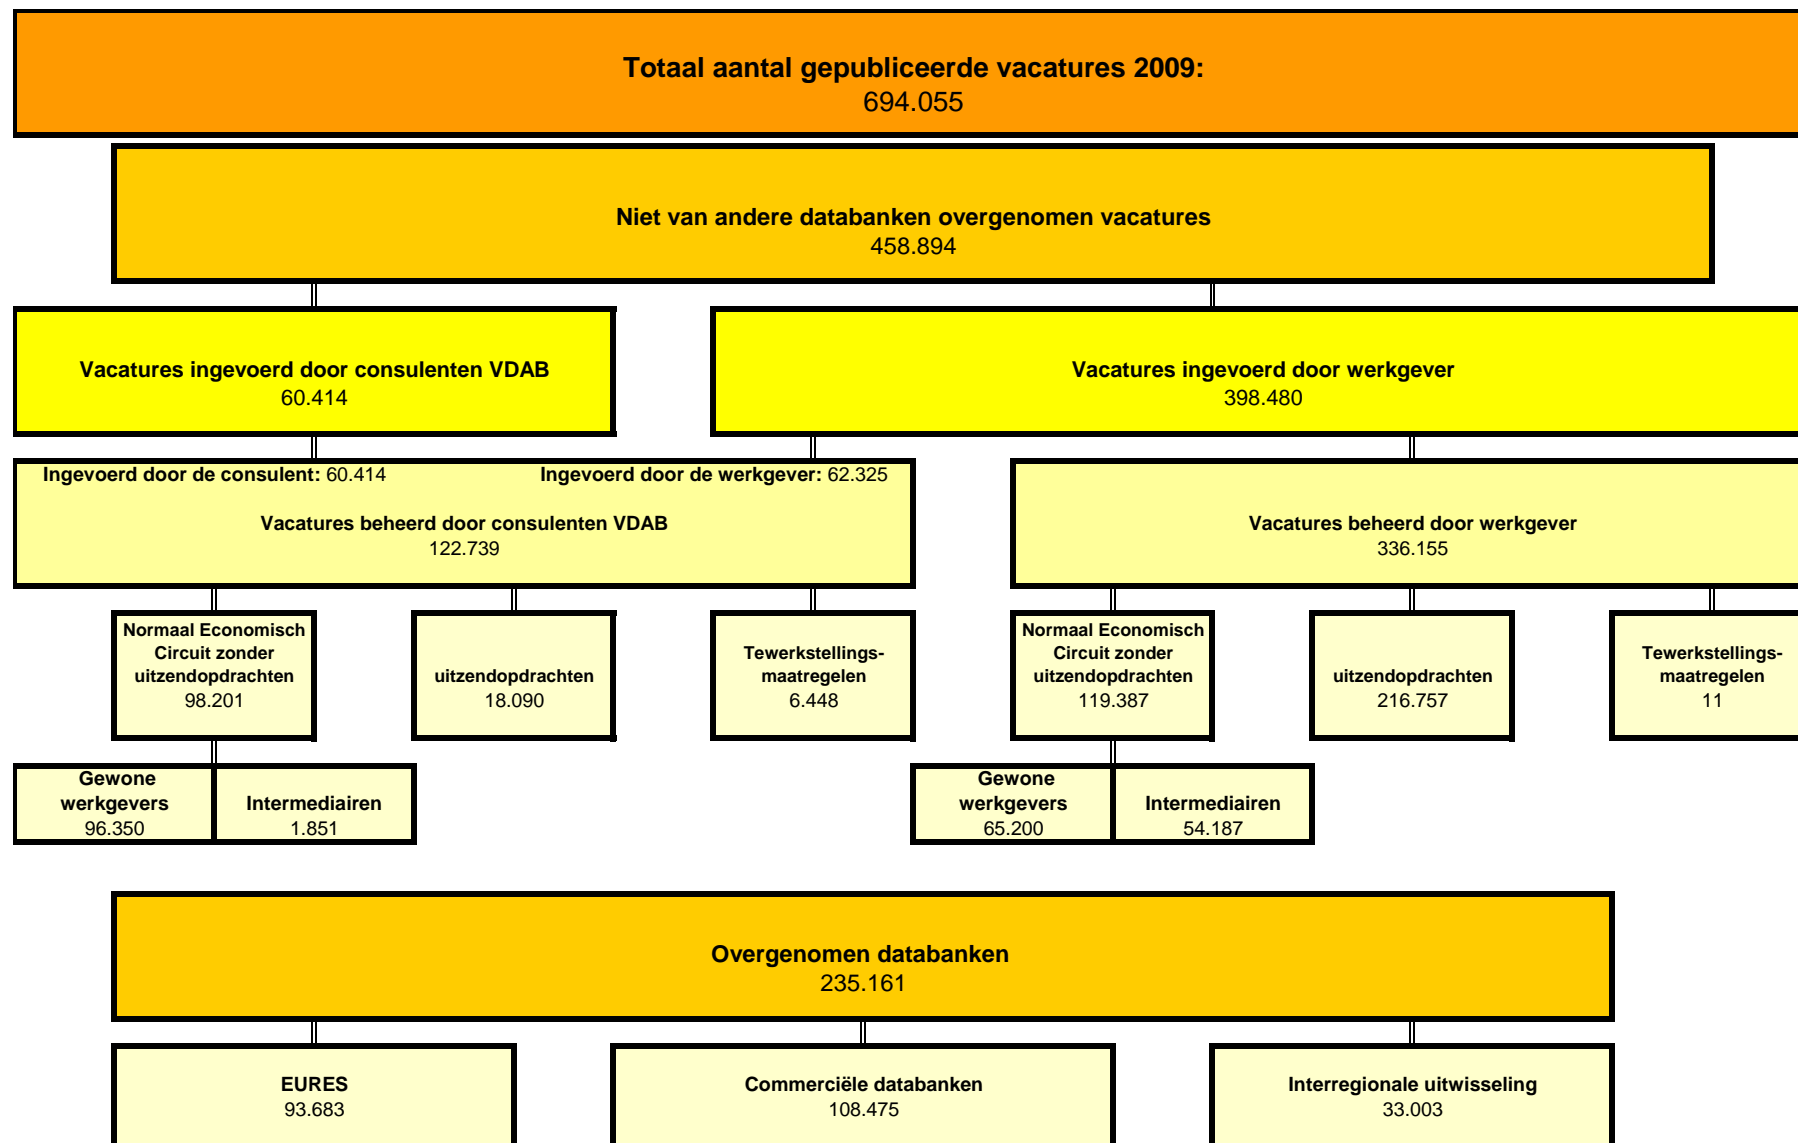 Totaal aantal gepubliceerde vacatures 2009:
694.055
Niet van andere databanken overgenomen vacatures
458.894
Vacatures ingevoerd door consulenten VDAB
60.414
Vacatures ingevoerd door werkgever
398.480
Ingevoerd door de consulent: 60.414
Ingevoerd door de werkgever: 62.325
Vacatures beheerd door consulenten VDAB
122.739
Vacatures beheerd door werkgever
336.155
Normaal Economisch
Circuit zonder
uitzendopdrachten
98.201
uitzendopdrachten
18.090
Tewerkstellings-
maatregelen
6.448
Normaal Economisch
Circuit zonder
uitzendopdrachten
119.387
uitzendopdrachten
216.757
Tewerkstellings-
maatregelen
11
Gewone
werkgevers
96.350
Intermediairen
1.851
Gewone
werkgevers
65.200
Intermediairen
54.187
Overgenomen databanken
235.161
EURES
93.683
Commerciële databanken
108.475
Interregionale uitwisseling
33.003